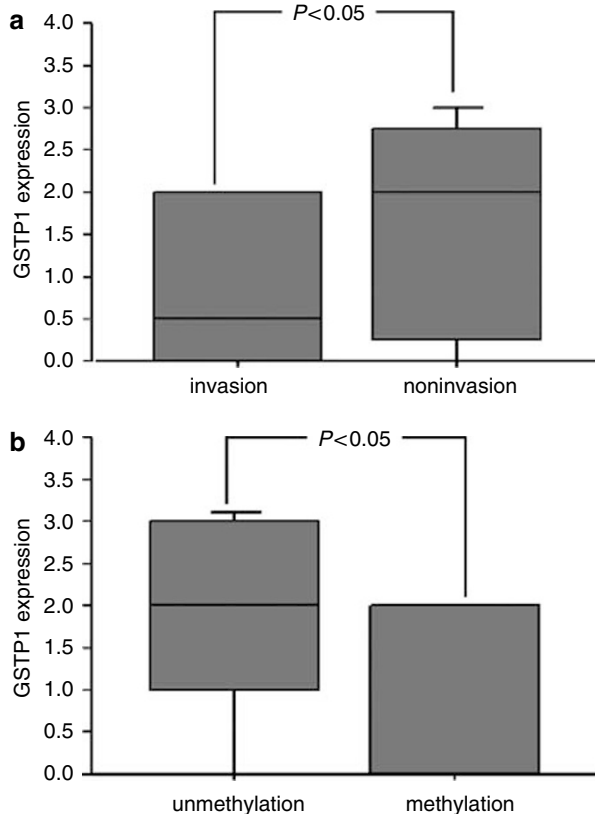 a
P<0.05
GSTP1 expression
4.0
3.5
3.0
2.5
2.0
1.5
1.0
0.5
0.0
invasion noninvasion
b
P<0.05
GSTP1 expression
4.0
3.5
3.0
2.5
2.0
1.5
1.0
0.5
0.0
unmethylation methylation